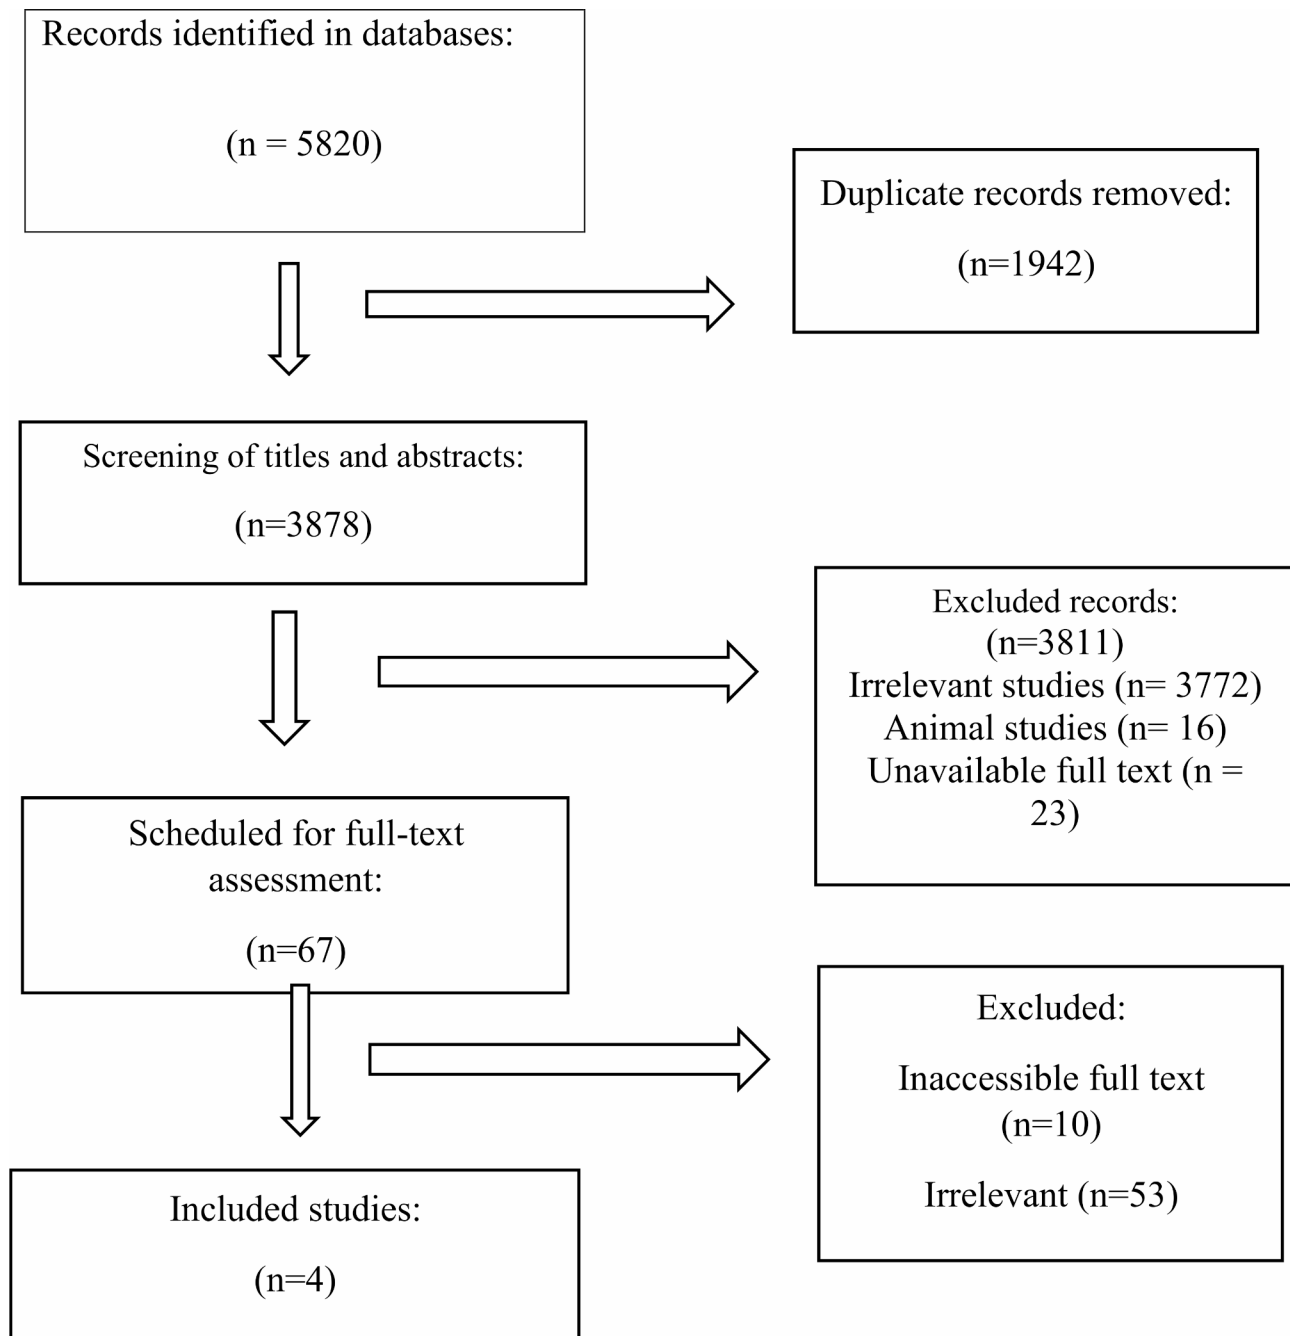 Records identified in databases:
(n = 5820)
Duplicate records removed:
(n=1942)
Screening of titles and abstracts:
(n=3878)
Excluded records:
(n=3811)
Irrelevant studies (n= 3772)
Animal studies (n= 16)
Unavailable full text (n =
23)
Scheduled for full-text
assessment:
(n=67)
Excluded:
Inaccessible full text
(n=10)
Irrelevant (n=53)
Included studies:
(n=4)